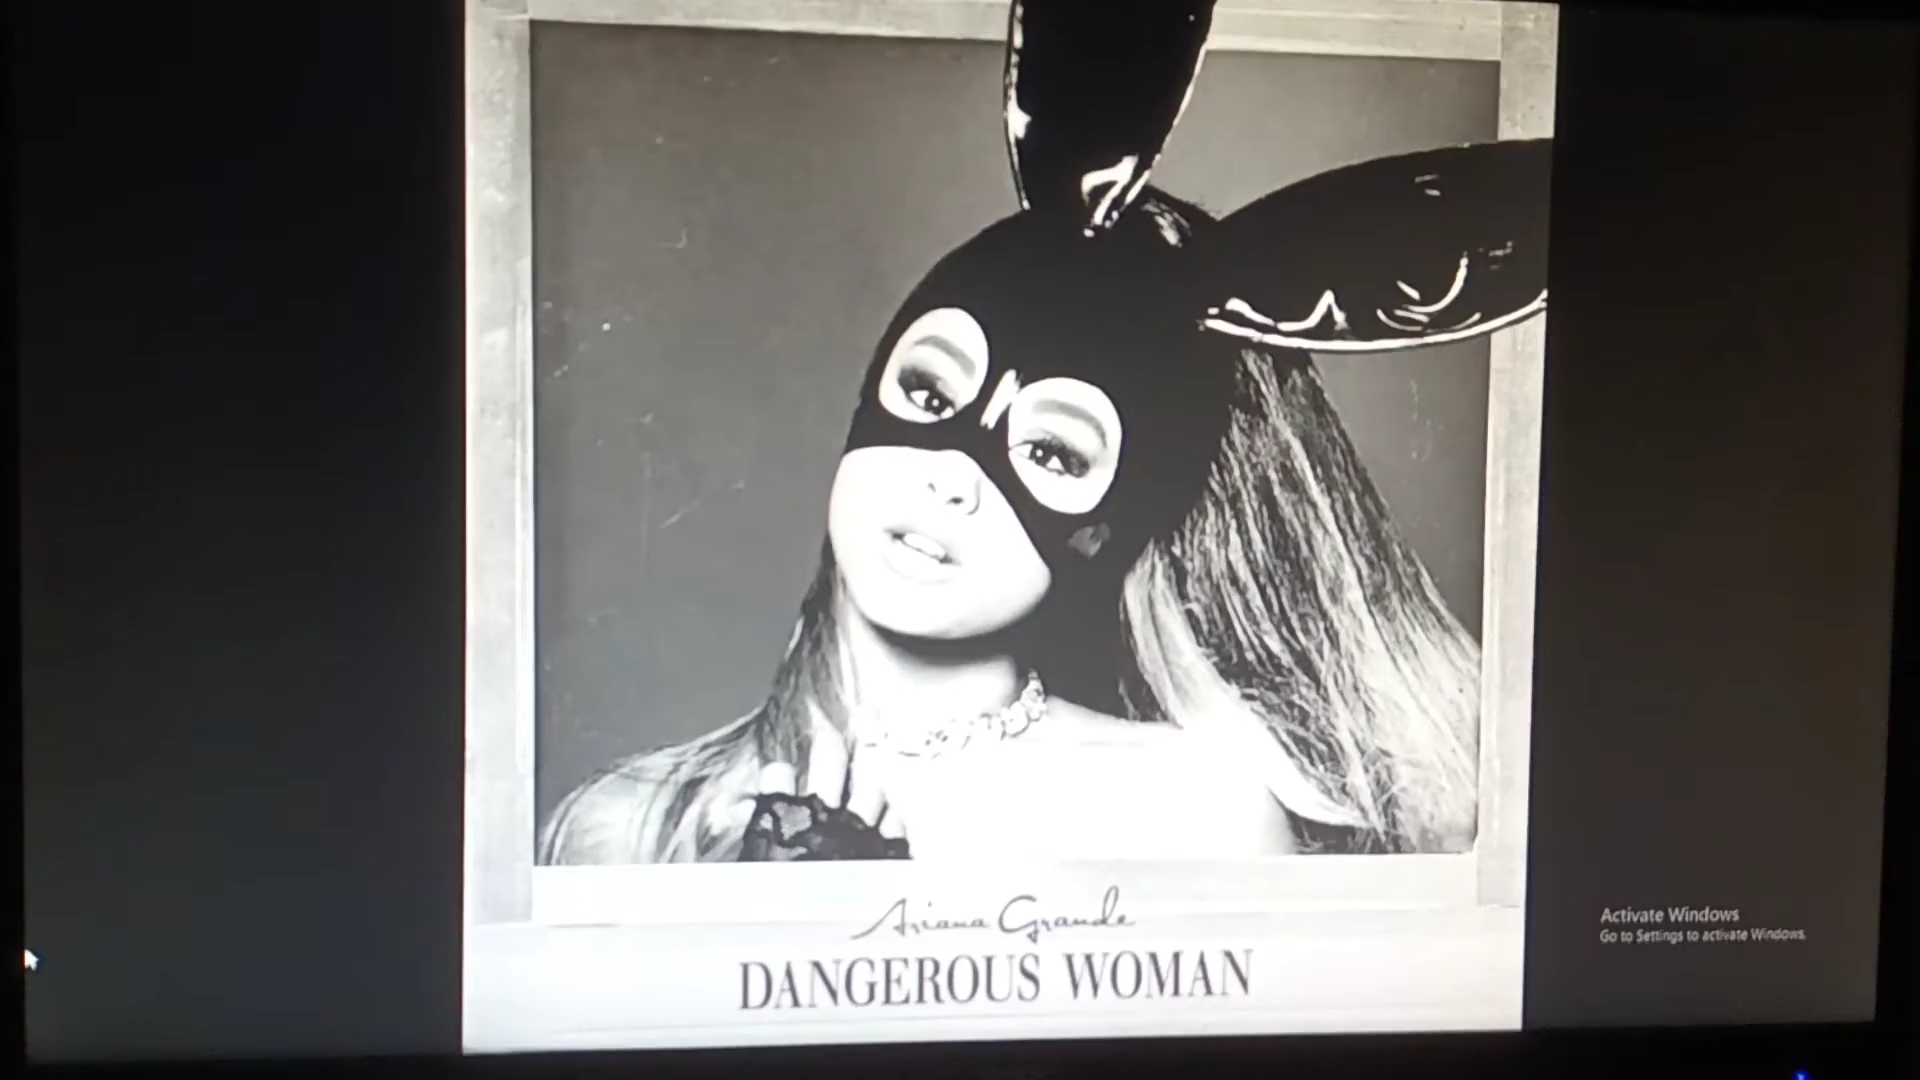 Ariana Grande
DANGEROUS WOMAN
Activate Windows
Go to Settings to activate Windows.